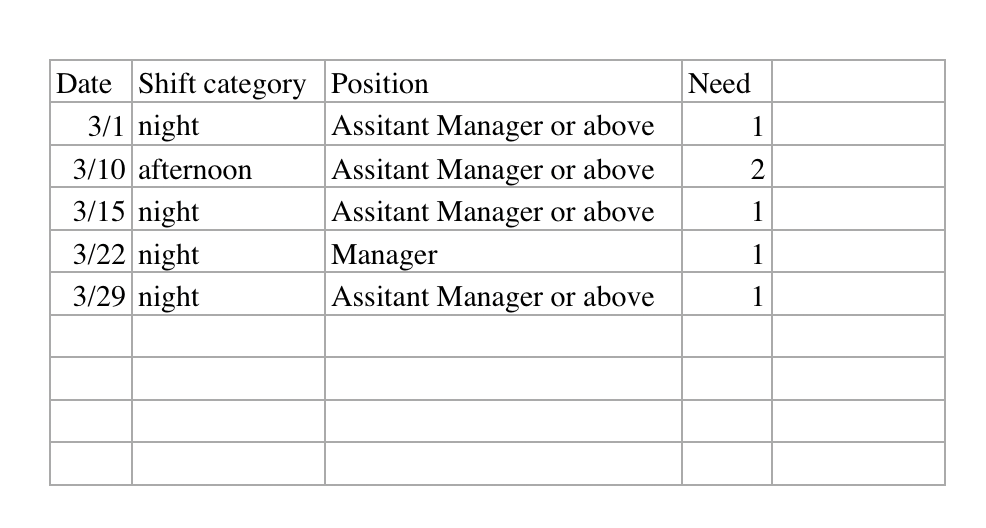 Date Shift category Position Need
3/1 night Assitant Manager or above 1
3/10 afternoon Assitant Manager or above 2
3/15 night Assitant Manager or above 1
3/22 night Manager 1
3/29 night Assitant Manager or above 1